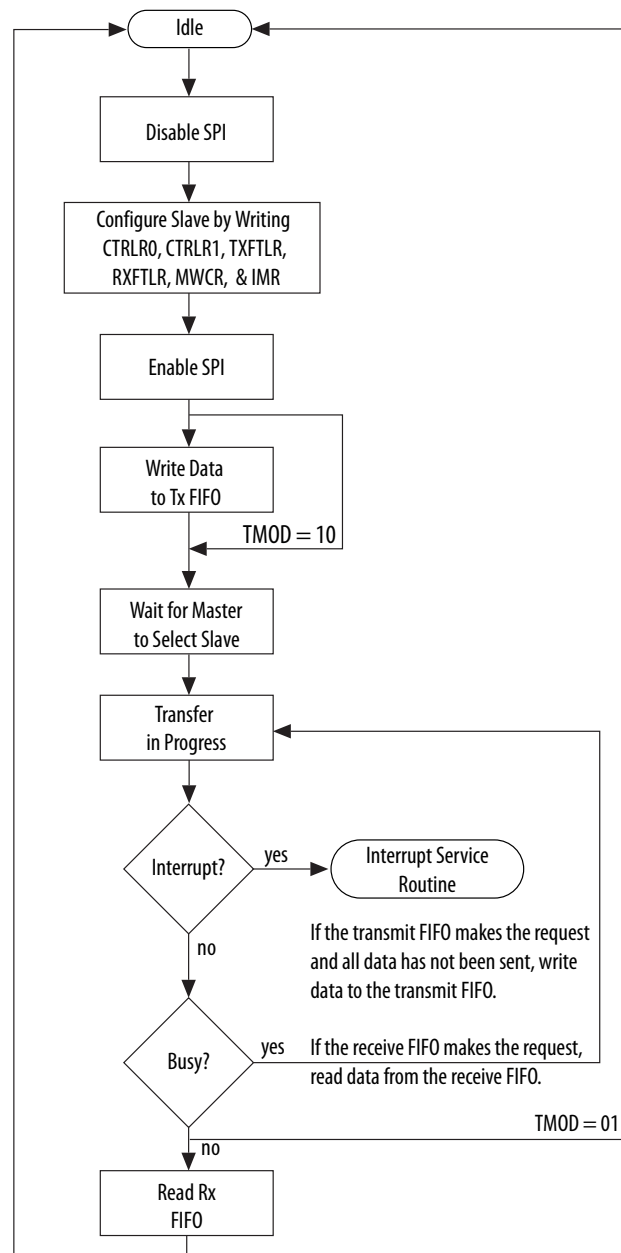 Idle
Disable SPI
Configure Slave by Writing
CTRLR0, CTRLR1, TXFTLR,
RXFTLR, MWCR,  & IMR
Enable SPI
Write Data
to Tx FIFO
TMOD = 10
Wait for Master
to Select Slave
Transfer
in Progress
Interrupt?
yes
Interrupt Service
Routine
no
If the transmit FIFO makes the request
and all data has not been sent, write
data to the transmit FIFO.
Busy?
yes
If the receive FIFO makes the request,
read data from the receive FIFO.
TMOD = 01
no
Read Rx
FIFO